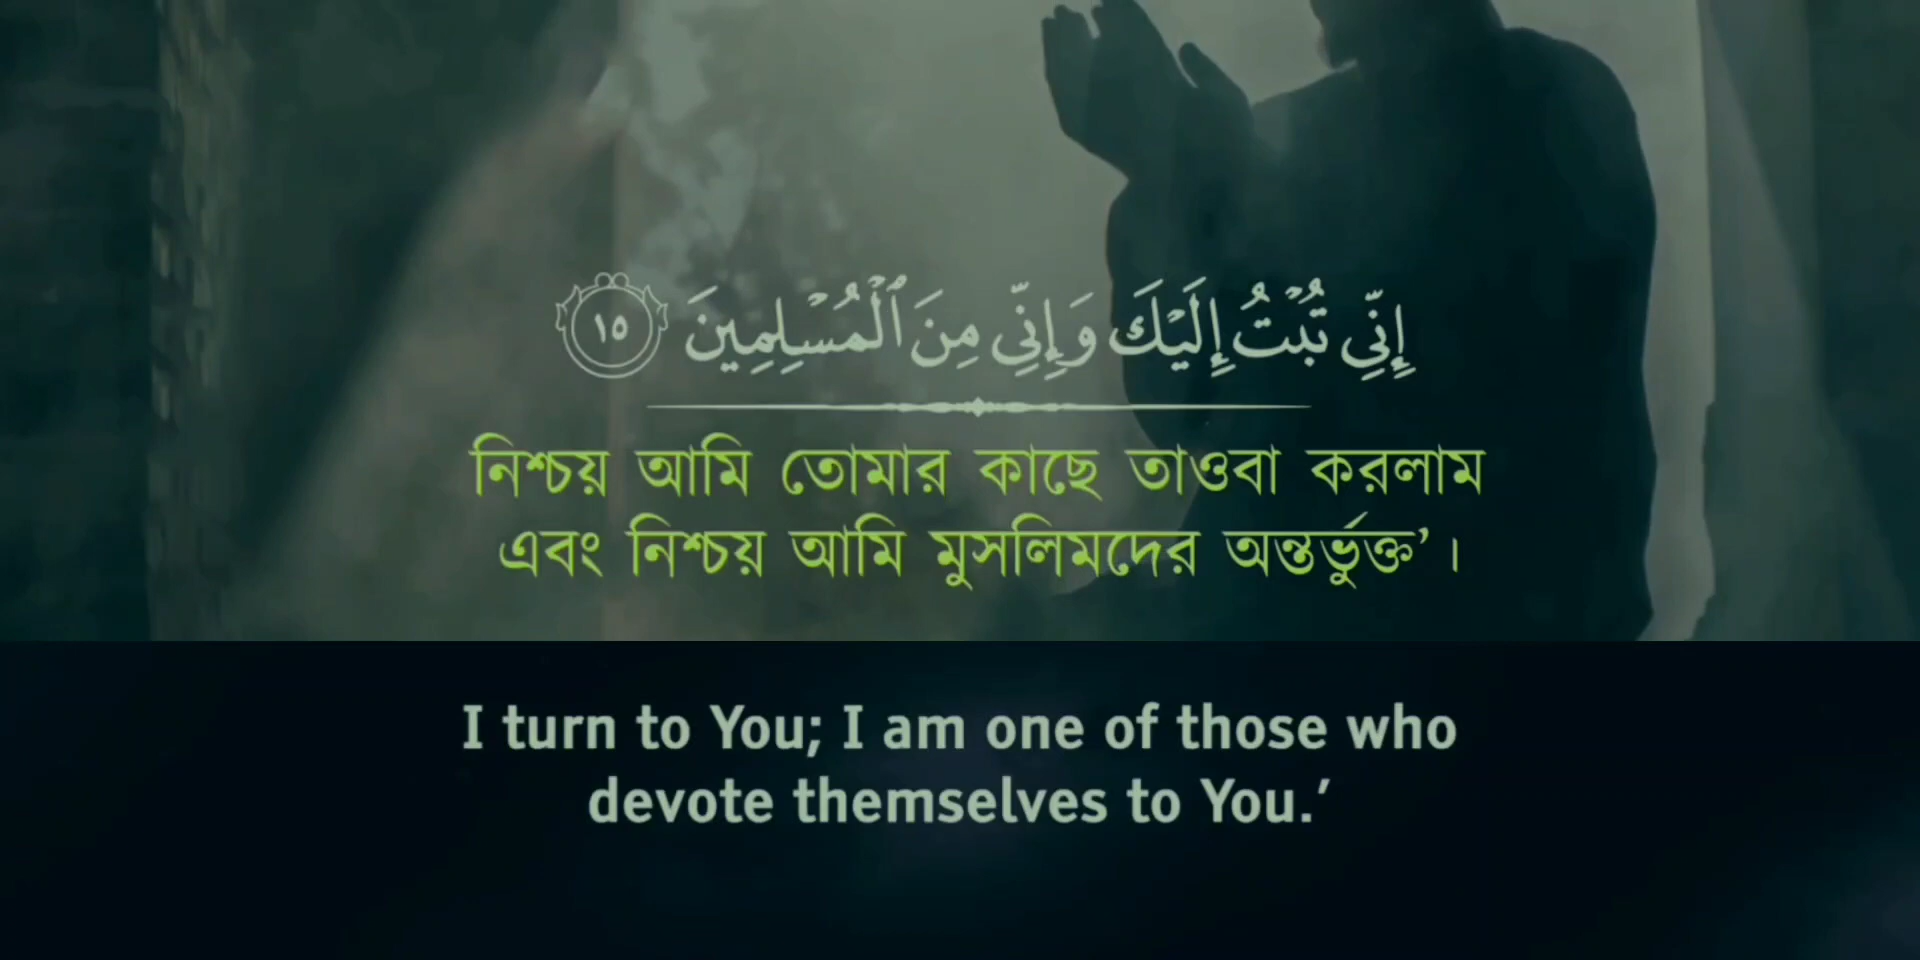 إِنِّي تُبْتُ إِلَيْكَ وَإِنِّي مِنَ ٱلْمُسْلِمِينَ ١٥
নিশ্চয় আমি তোমার কাছে তাওবা করলাম
এবং নিশ্চয় আমি মুসলিমদের অন্তর্ভুক্ত’।
I turn to You; I am one of those who
devote themselves to You.’